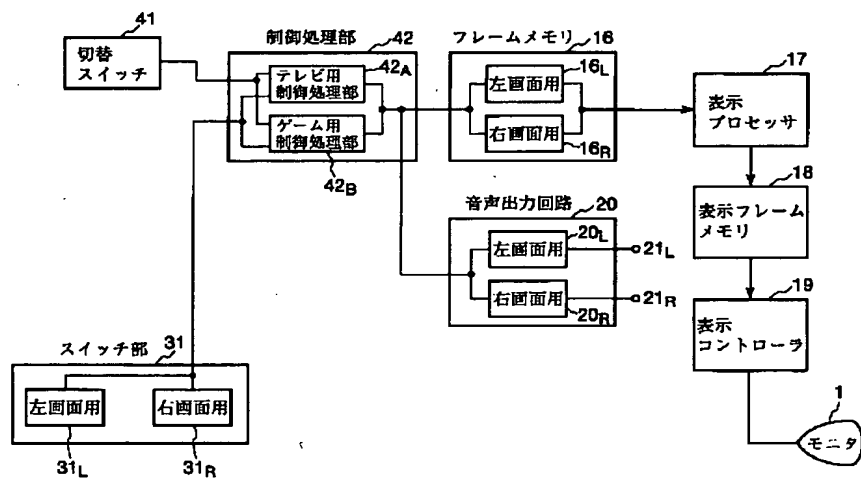 41
切替
スイッチ
制御処理部 42
42A
テレビ用
制御処理部
ゲーム用
制御処理部
42B
フレームメモリ 16
16L
左画面用
右画面用
16R
17
表示
プロセッサ
18
表示フレーム
メモリ
音声出力回路 20
20L
左画面用
21L
右画面用
21R
20R
19
表示
コントローラ
スイッチ部 31
左画面用
右画面用
31L
31R
1
モニタ